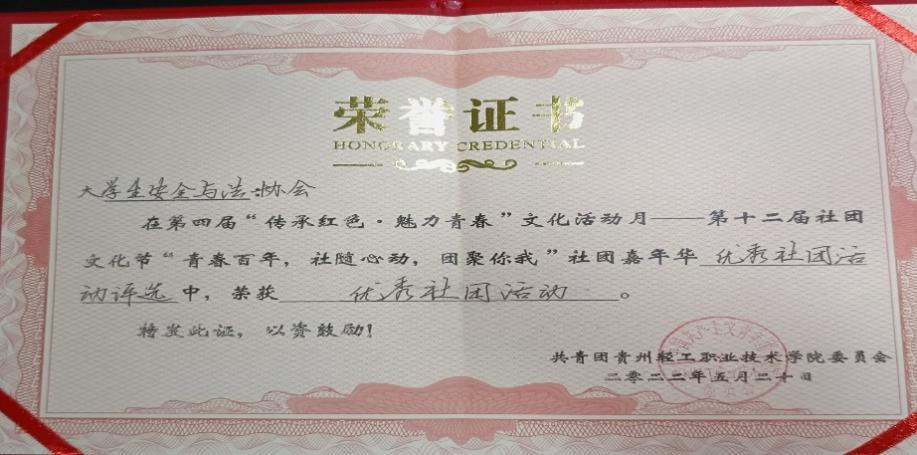 荣誉证书
HONORARY CREDENTIAL
大学生安全与法协会
在第四届“传承红色·魅力青春”文化活动月——第十二届社团
文化节“青春百年，社随心动，团聚你我”社团嘉年华 优秀社团活
动评选 中，荣获 优秀社团活动 。
特发此证，以资鼓励！
共青团贵州轻工职业技术学院委员会
二零二二年五月二十日